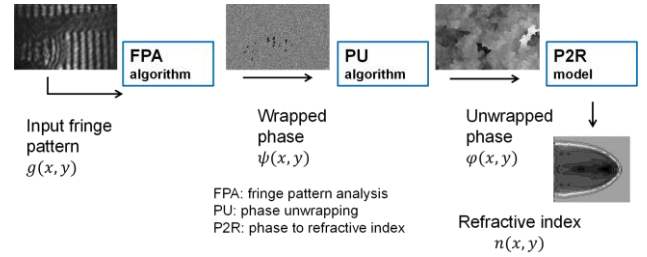 FPA
algorithm
PU
algorithm
P2R
model
Input fringe
pattern
g(x, y)
Wrapped
phase
ψ(x, y)
Unwrapped
phase
φ(x, y)
FPA: fringe pattern analysis
PU: phase unwrapping
P2R: phase to refractive index
Refractive index
n(x, y)